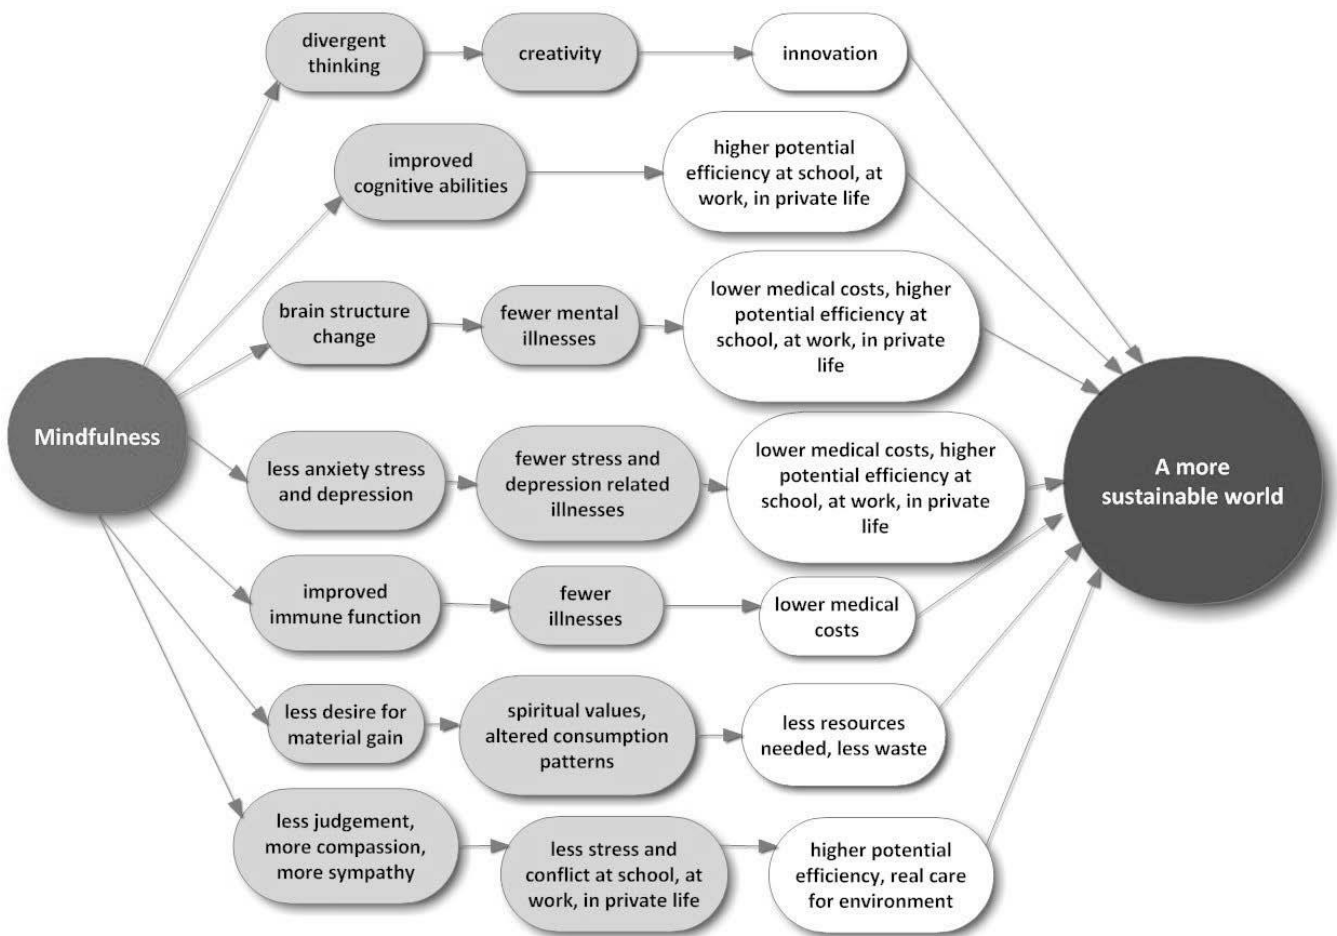 divergent
thinking
creativity
innovation
improved
cognitive abilities
higher potential
efficiency at school, at
work, in private life
brain structure
change
fewer mental
illnesses
lower medical costs, higher
potential efficiency at
school, at work, in private
life
Mindfulness
less anxiety stress
and depression
fewer stress and
depression related
illnesses
lower medical costs, higher
potential efficiency at
school, at work, in private
life
A more
sustainable world
improved
immune function
fewer
illnesses
lower medical
costs
less desire for
material gain
spiritual values,
altered consumption
patterns
less resources
needed, less waste
less judgement,
more compassion,
more sympathy
less stress and
conflict at school, at
work, in private life
higher potential
efficiency, real care
for environment